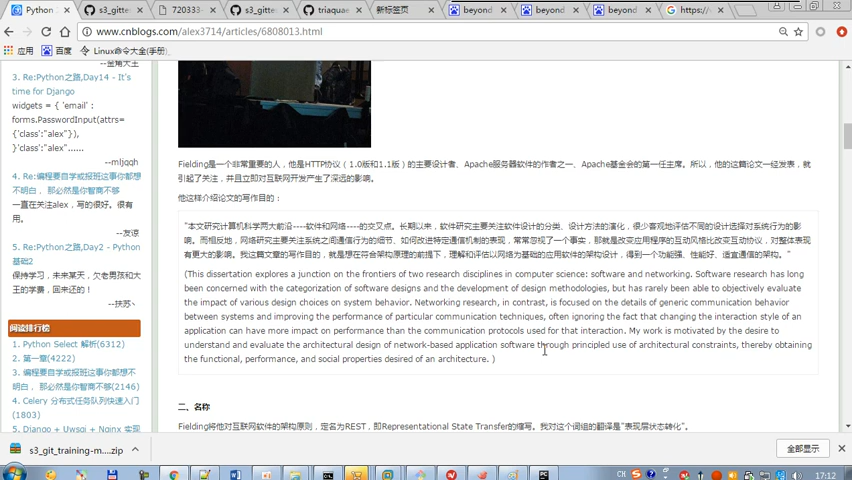 Python
s3_gittes
720333-
s3_gittes
triaquae
新标签页
beyond
beyond
beyond
https://
www.cnblogs.com/alex3714/articles/6808013.html
应用
百度
Linux命令大全(手册)
--金角大王
3. Re:Python之路,Day14 - It's
time for Django
widgets = { 'email' :
forms.PasswordInput(attrs=
{'class':"alex"}),
}'class':"alex"......
--mljqqh
4. Re:编程要自学或报班这事你都想
不明白， 那必然是你智商不够
一直在关注alex，写的很好。很有
用。
--友谅
5. Re:Python之路,Day2 - Python
基础2
保持学习，未来某天，欠老男孩和大
王的学费，回来还的！
--扶苏丶
阅读排行榜
1. Python Select 解析(6312)
2. 第一章(4222)
3. 编程要自学或报班这事你都想不明
白， 那必然是你智商不够(2146)
4. Celery 分布式任务队列快速入门
(1803)
5. Django + Uwsgi + Nginx 实现
Fielding是一个非常重要的人，他是HTTP协议（1.0版和1.1版）的主要设计者、Apache服务器软件的作者之一、Apache基金会的第一任主席。所以，他的这篇论文一经发表，就
引起了关注，并且立即对互联网开发产生了深远的影响。
他这样介绍论文的写作目的：
"本文研究计算机科学两大前沿----软件和网络----的交叉点。长期以来，软件研究主要关注软件设计的分类、设计方法的演化，很少客观地评估不同的设计选择对系统行为的影
响。而相反地，网络研究主要关注系统之间通信行为的细节、如何改进特定通信机制的表现，常常忽视了一个事实，那就是改变应用程序的互动风格比改变互动协议，对整体表现
有更大的影响。我这篇文章的写作目的，就是想在符合架构原理的前提下，理解和评估以网络为基础的应用软件的架构设计，得到一个功能强、性能好、适宜通信的架构。"
(This dissertation explores a junction on the frontiers of two research disciplines in computer science: software and networking. Software research has long
been concerned with the categorization of software designs and the development of design methodologies, but has rarely been able to objectively evaluate
the impact of various design choices on system behavior. Networking research, in contrast, is focused on the details of generic communication behavior
between systems and improving the performance of particular communication techniques, often ignoring the fact that changing the interaction style of an
application can have more impact on performance than the communication protocols used for that interaction. My work is motivated by the desire to
understand and evaluate the architectural design of network-based application software through principled use of architectural constraints, thereby obtaining
the functional, performance, and social properties desired of an architecture. )
二、名称
Fielding将他对互联网软件的架构原则，定名为REST，即Representational State Transfer的缩写。我对这个词组的翻译是"表现层状态转化"。
s3_git_training-m....zip
全部显示
CH
17:12